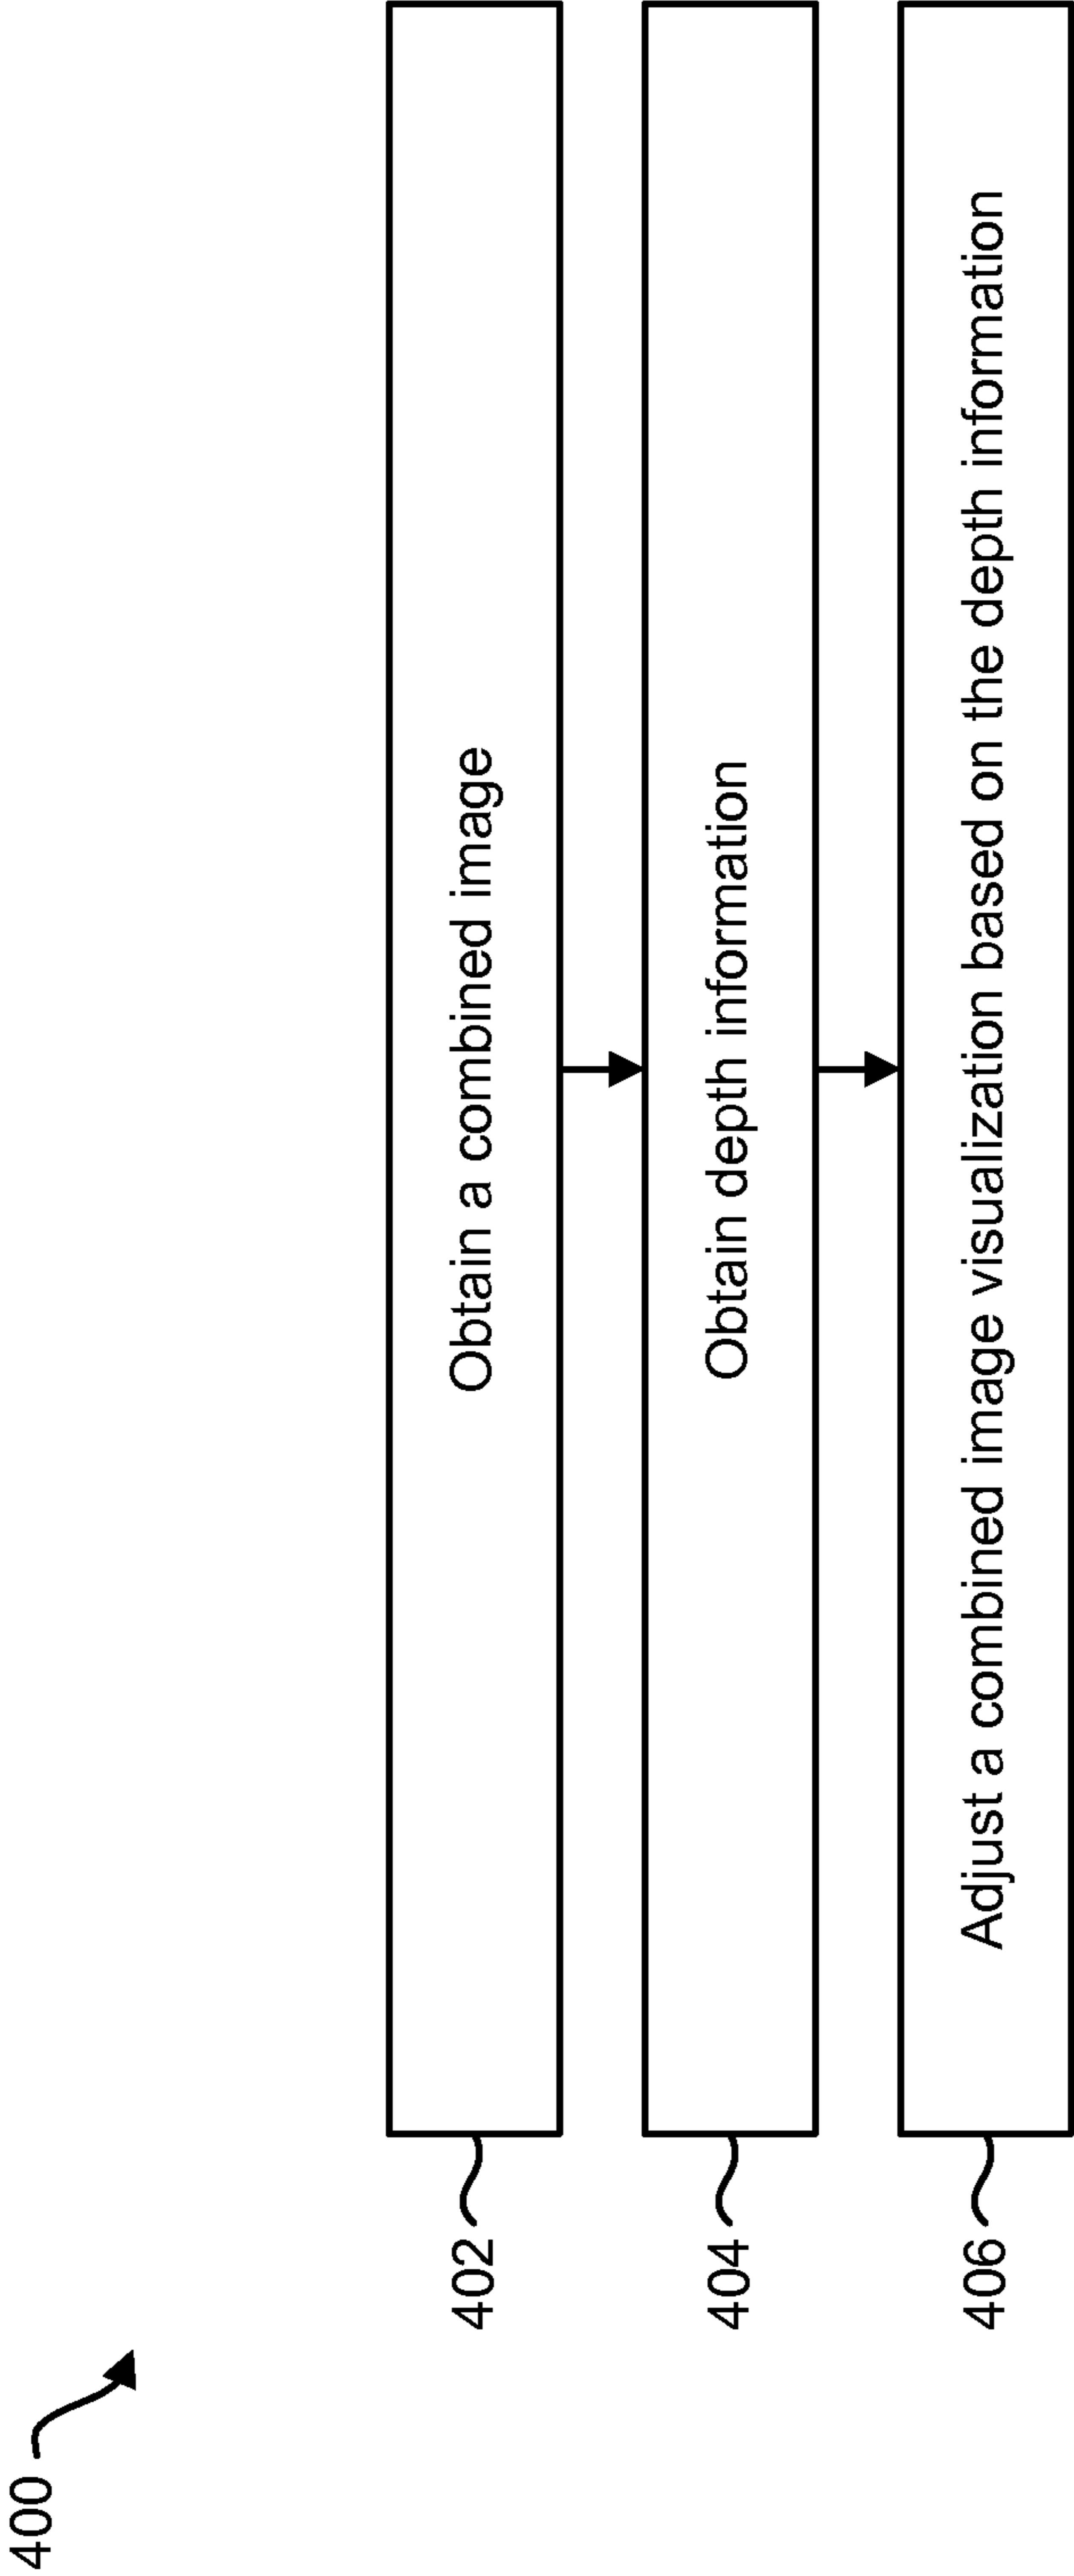 400
402
Obtain a combined image
404
Obtain depth information
406
Adjust a combined image visualization based on the depth information